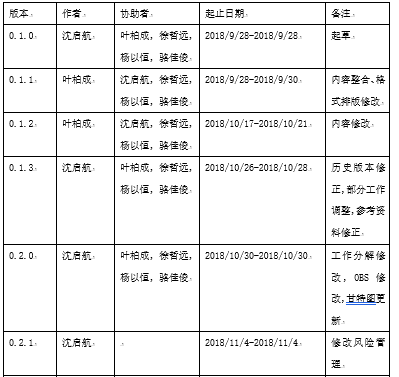 版本 作者 协助者 起止日期 备注
0.1.0 沈启航 叶柏成，徐哲远， 2018/9/28-2018/9/28 起草
杨以恒，骆佳俊
0.1.1 叶柏成 沈启航，徐哲远， 2018/9/28-2018/9/30 内容整合、格
杨以恒，骆佳俊 式排版修改
0.1.2 叶柏成 沈启航，徐哲远， 2018/10/17-2018/10/21 内容修改
杨以恒，骆佳俊
0.1.3 沈启航 叶柏成，徐哲远， 2018/10/26-2018/10/28 历史版本修
杨以恒，骆佳俊 正，部分工作
调整，参考资
料修正
0.2.0 沈启航 叶柏成，徐哲远， 2018/10/30-2018/10/30 工作分解修
杨以恒，骆佳俊 改，OBS 修
改，甘特图更
新
0.2.1 沈启航 2018/11/4-2018/11/4 修改风险管
理